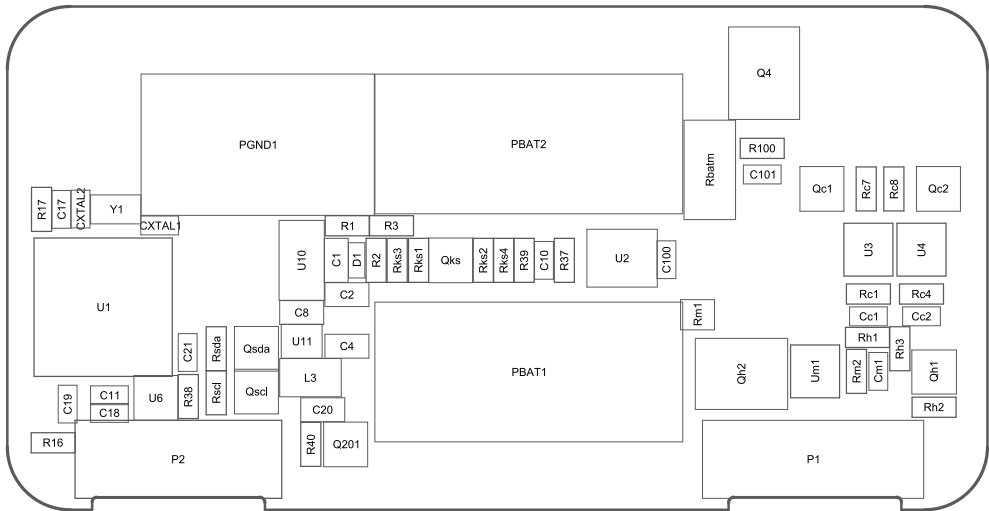 Q4
PGND1
PBAT2
R100
Rbatm
C101
Qc1
Rc7
Rc8
Qc2
R17
C17
CXTAL2
Y1
CXTAL1
R1
R3
U10
C1
D1
R2
Rks3
Rks1
Qks
Rks2
Rks4
R39
C10
R37
U2
C100
U3
U4
C2
Rc1
Rc4
U1
C8
Rm1
Cc1
Cc2
U11
C4
Rh1
Rh3
C21
Rsda
Qsda
L3
PBAT1
Qh2
Um1
Rm2
Cm1
Qh1
C19
C11
C18
U6
R38
Rscl
Qscl
C20
Rh2
R16
R40
Q201
P2
P1